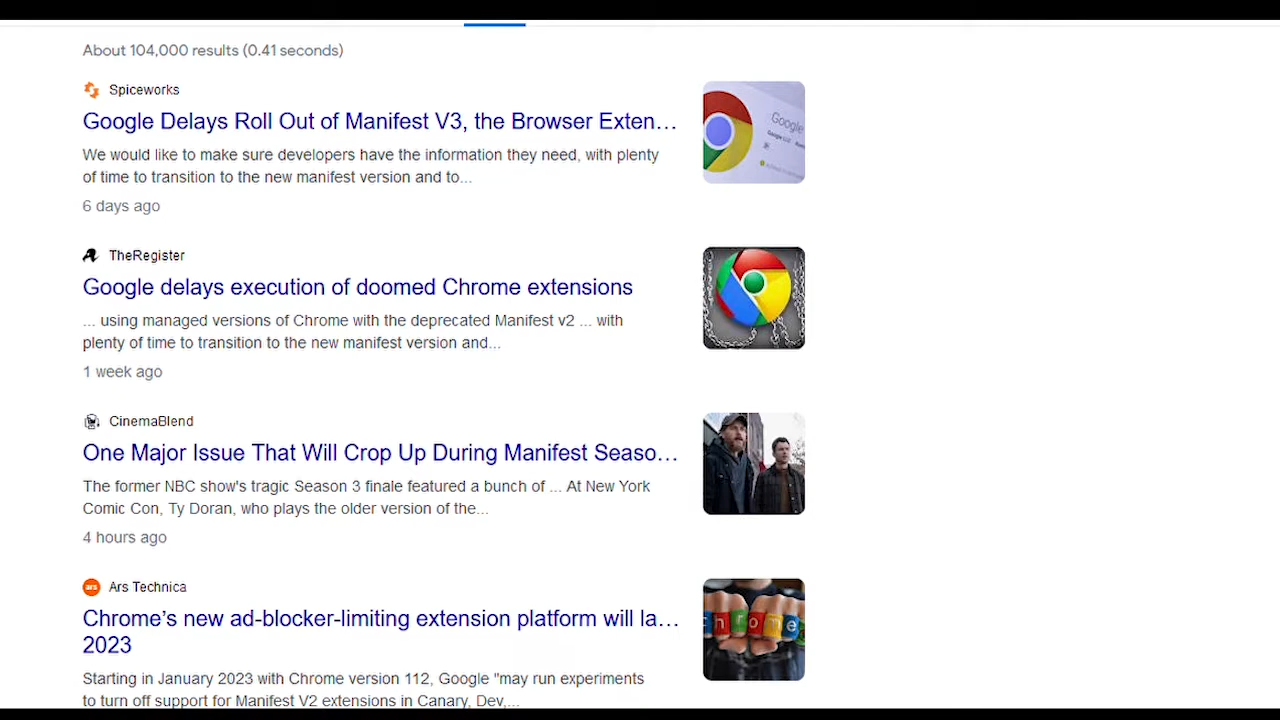 About 104,000 results (0.41 seconds)
Spiceworks
Google Delays Roll Out of Manifest V3, the Browser Exten...
We would like to make sure developers have the information they need, with plenty
of time to transition to the new manifest version and to...
6 days ago
Google
TheRegister
Google delays execution of doomed Chrome extensions
... using managed versions of Chrome with the deprecated Manifest v2 ... with
plenty of time to transition to the new manifest version and...
1 week ago
CinemaBlend
One Major Issue That Will Crop Up During Manifest Seaso...
The former NBC show's tragic Season 3 finale featured a bunch of ... At New York
Comic Con, Ty Doran, who plays the older version of the...
4 hours ago
ars Ars Technica
Chrome’s new ad-blocker-limiting extension platform will la...
2023
Starting in January 2023 with Chrome version 112, Google "may run experiments
to turn off support for Manifest V2 extensions in Canary, Dev,...
chrome